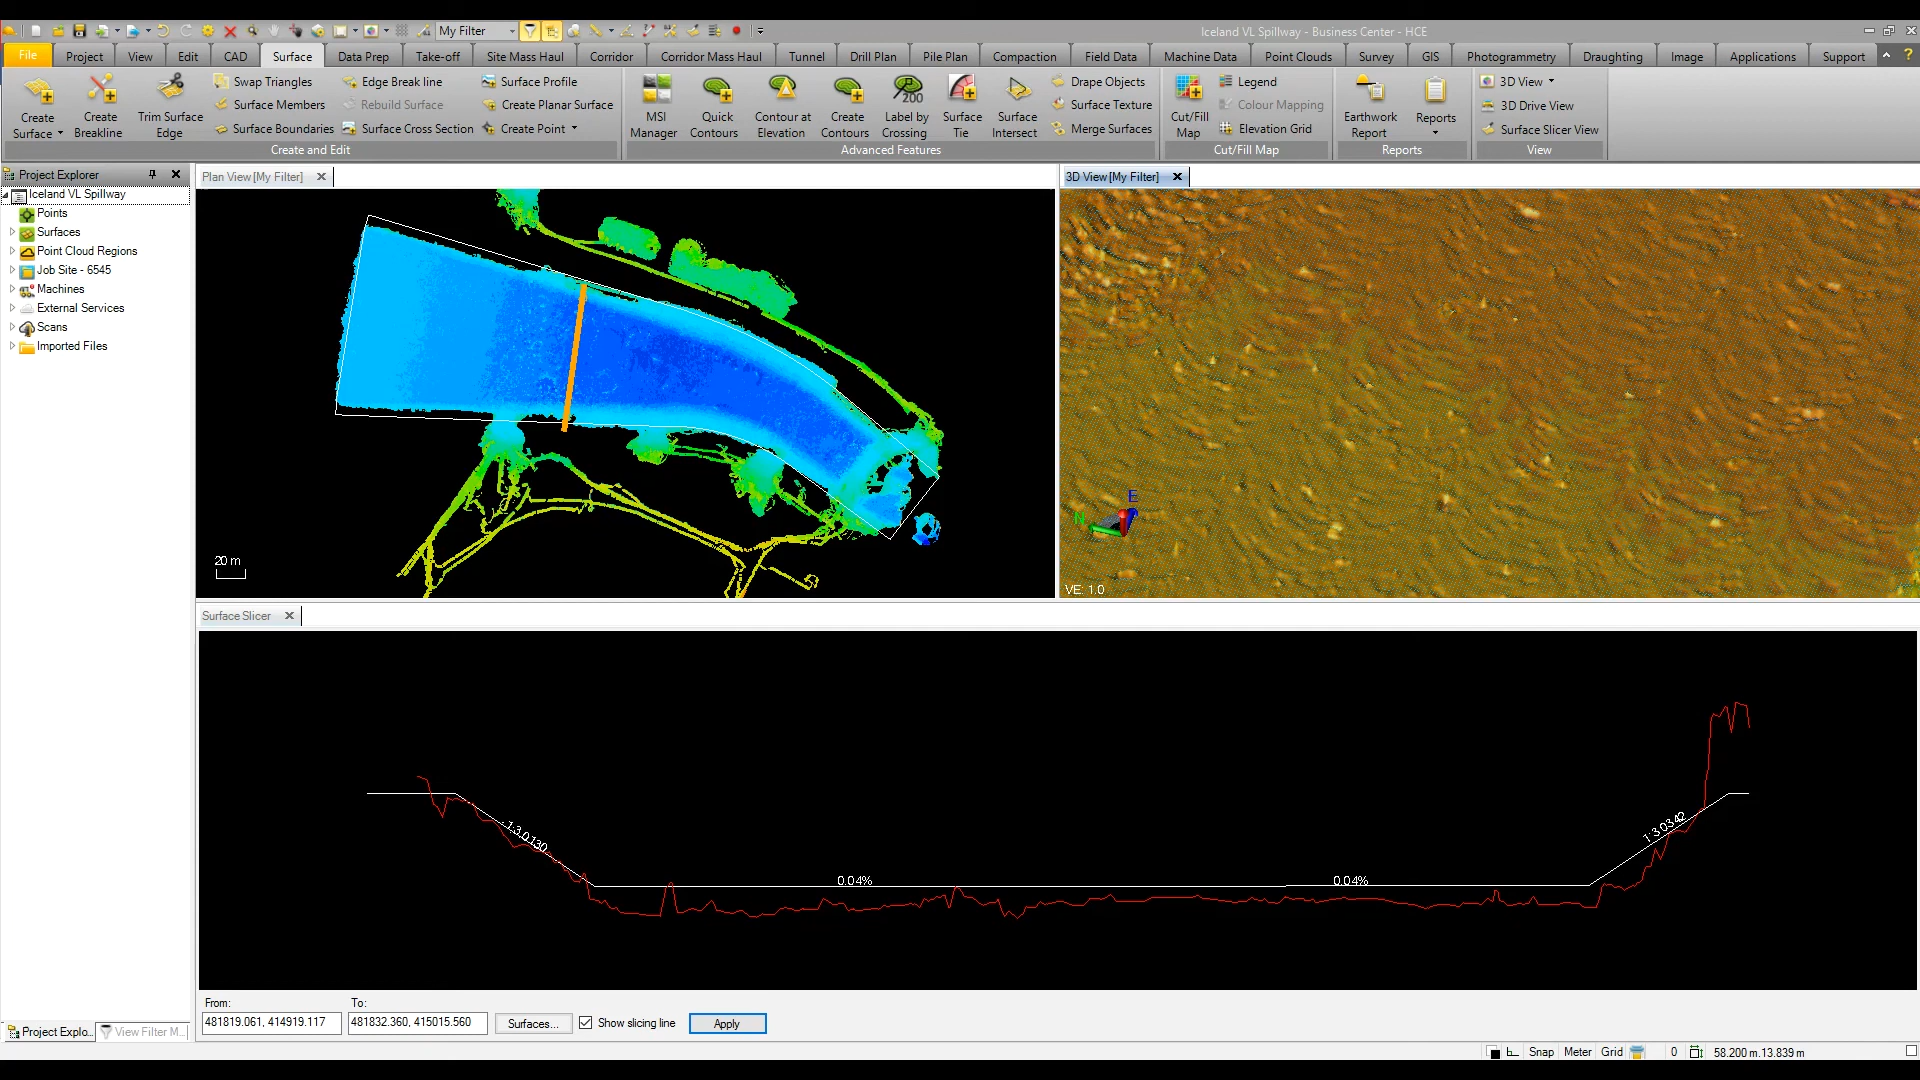 My Filter
Iceland VL Spillway - Business Center - HCE
File Project View Edit CAD Surface Data Prep Take-off Site Mass Haul Corridor Corridor Mass Haul Tunnel Drill Plan Pile Plan Compaction Field Data Machine Data Point Clouds Survey GIS Photogrammetry Draughting Image Applications Support ?
Create Surface
Create Breakline
Trim Surface Edge
Swap Triangles
Surface Members
Surface Boundaries
Edge Break line
Rebuild Surface
Surface Cross Section
Surface Profile
Create Planar Surface
Create Point
Create and Edit
MSI Manager
Quick Contours
Contour at Elevation
Create Contours
200
Label by Crossing
Surface Tie
Surface Intersect
Drape Objects
Surface Texture
Merge Surfaces
Advanced Features
Cut/Fill Map
Legend
Colour Mapping
Elevation Grid
Cut/Fill Map
Earthwork Report
Reports
Reports
3D View
3D Drive View
Surface Slicer View
View
Project Explorer
Iceland VL Spillway
Points
Surfaces
Point Cloud Regions
Job Site - 6545
Machines
External Services
Scans
Imported Files
Plan View [My Filter]
20 m
3D View [My Filter]
E
N
VE: 1.0
Surface Slicer
-1:3.0130
0.04%
0.04%
1:3.0342
From:
To:
481819.061, 414919.117
481832.360, 415015.560
Surfaces...
Show slicing line
Apply
Project Explo...
View Filter M...
Snap Meter Grid 0 58.200 m,13.839 m